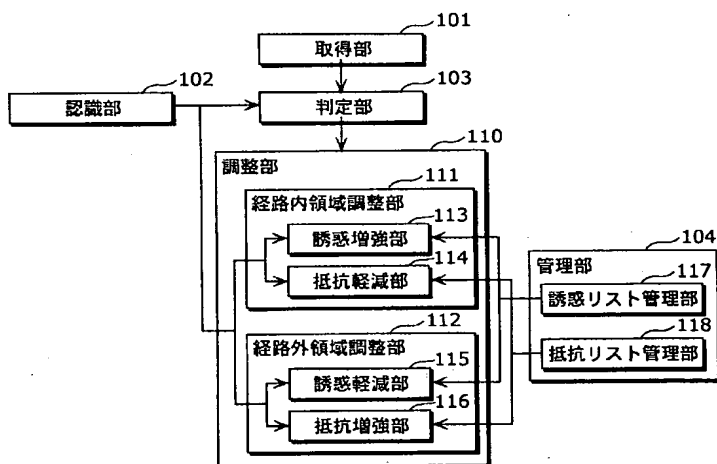 101
取得部
102
認識部
103
判定部
110
調整部
111
経路内領域調整部
113
誘惑増強部
114
抵抗軽減部
104
管理部
117
誘惑リスト管理部
118
抵抗リスト管理部
112
経路外領域調整部
115
誘惑軽減部
116
抵抗増強部